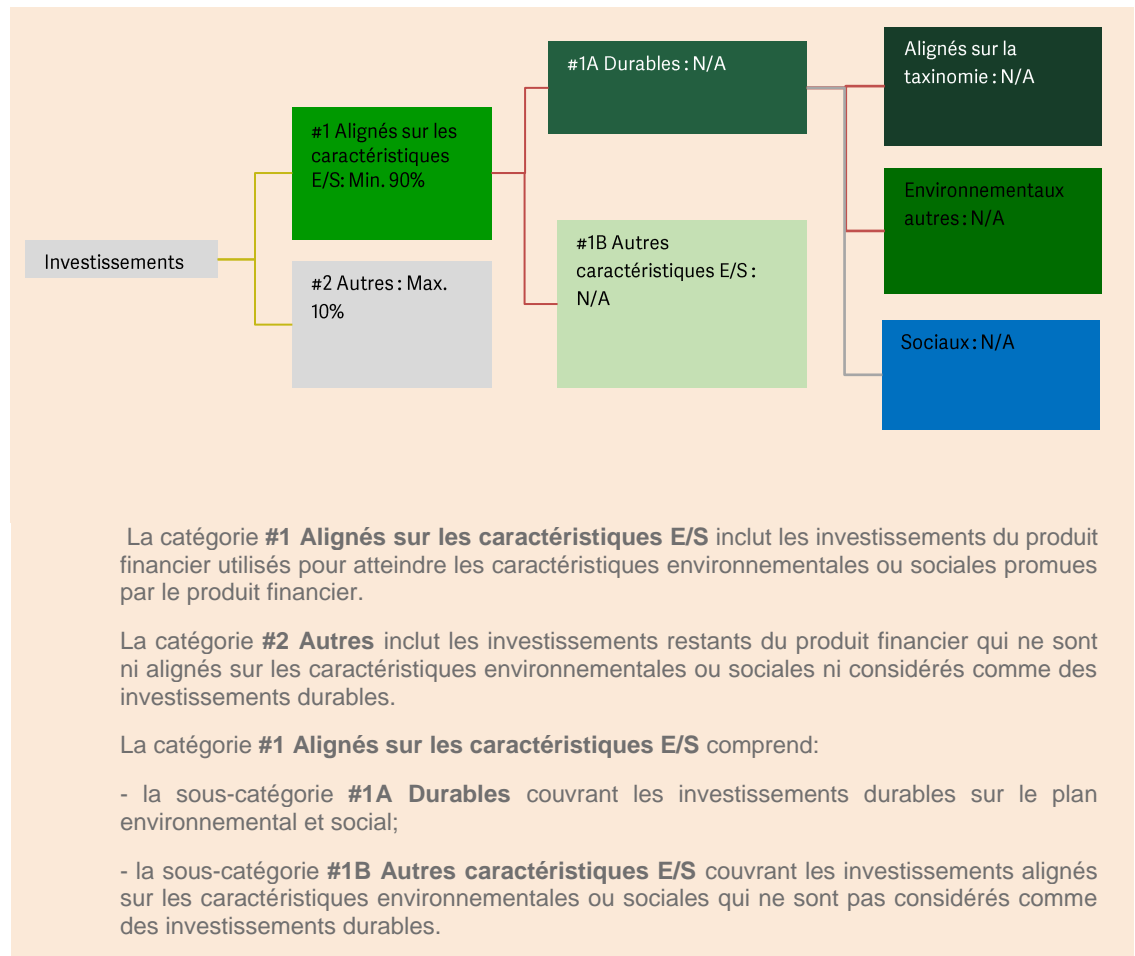 Investissements
#1 Alignés sur les
caractéristiques
E/S: Min. 90%
#2 Autres : Max.
10%
#1A Durables : N/A
#1B Autres
caractéristiques E/S :
N/A
Alignés sur la
taxinomie : N/A
Environnementaux
autres : N/A
Sociaux : N/A
La catégorie #1 Alignés sur les caractéristiques E/S inclut les investissements du produit
financier utilisés pour atteindre les caractéristiques environnementales ou sociales promues
par le produit financier.
La catégorie #2 Autres inclut les investissements restants du produit financier qui ne sont
ni alignés sur les caractéristiques environnementales ou sociales ni considérés comme des
investissements durables.
La catégorie #1 Alignés sur les caractéristiques E/S comprend:
- la sous-catégorie #1A Durables couvrant les investissements durables sur le plan
environnemental et social;
- la sous-catégorie #1B Autres caractéristiques E/S couvrant les investissements alignés
sur les caractéristiques environnementales ou sociales qui ne sont pas considérés comme
des investissements durables.